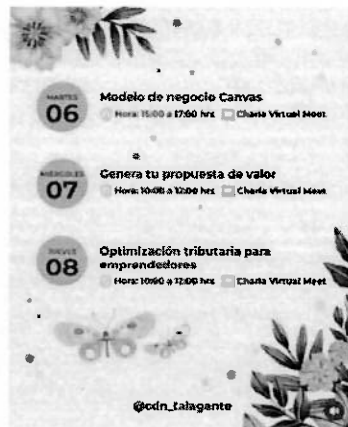 MARTES
06
Modelo de negocio Canvas
Hora: 15:00 a 17:00 hrs Charla Virtual Meet
MIÉRCOLES
07
Genera tu propuesta de valor
Hora: 10:00 a 12:00 hrs Charla Virtual Meet
JUEVES
08
Optimización tributaria para
emprendedores
Hora: 10:00 a 12:00 hrs Charla Virtual Meet
@cdn_talagante